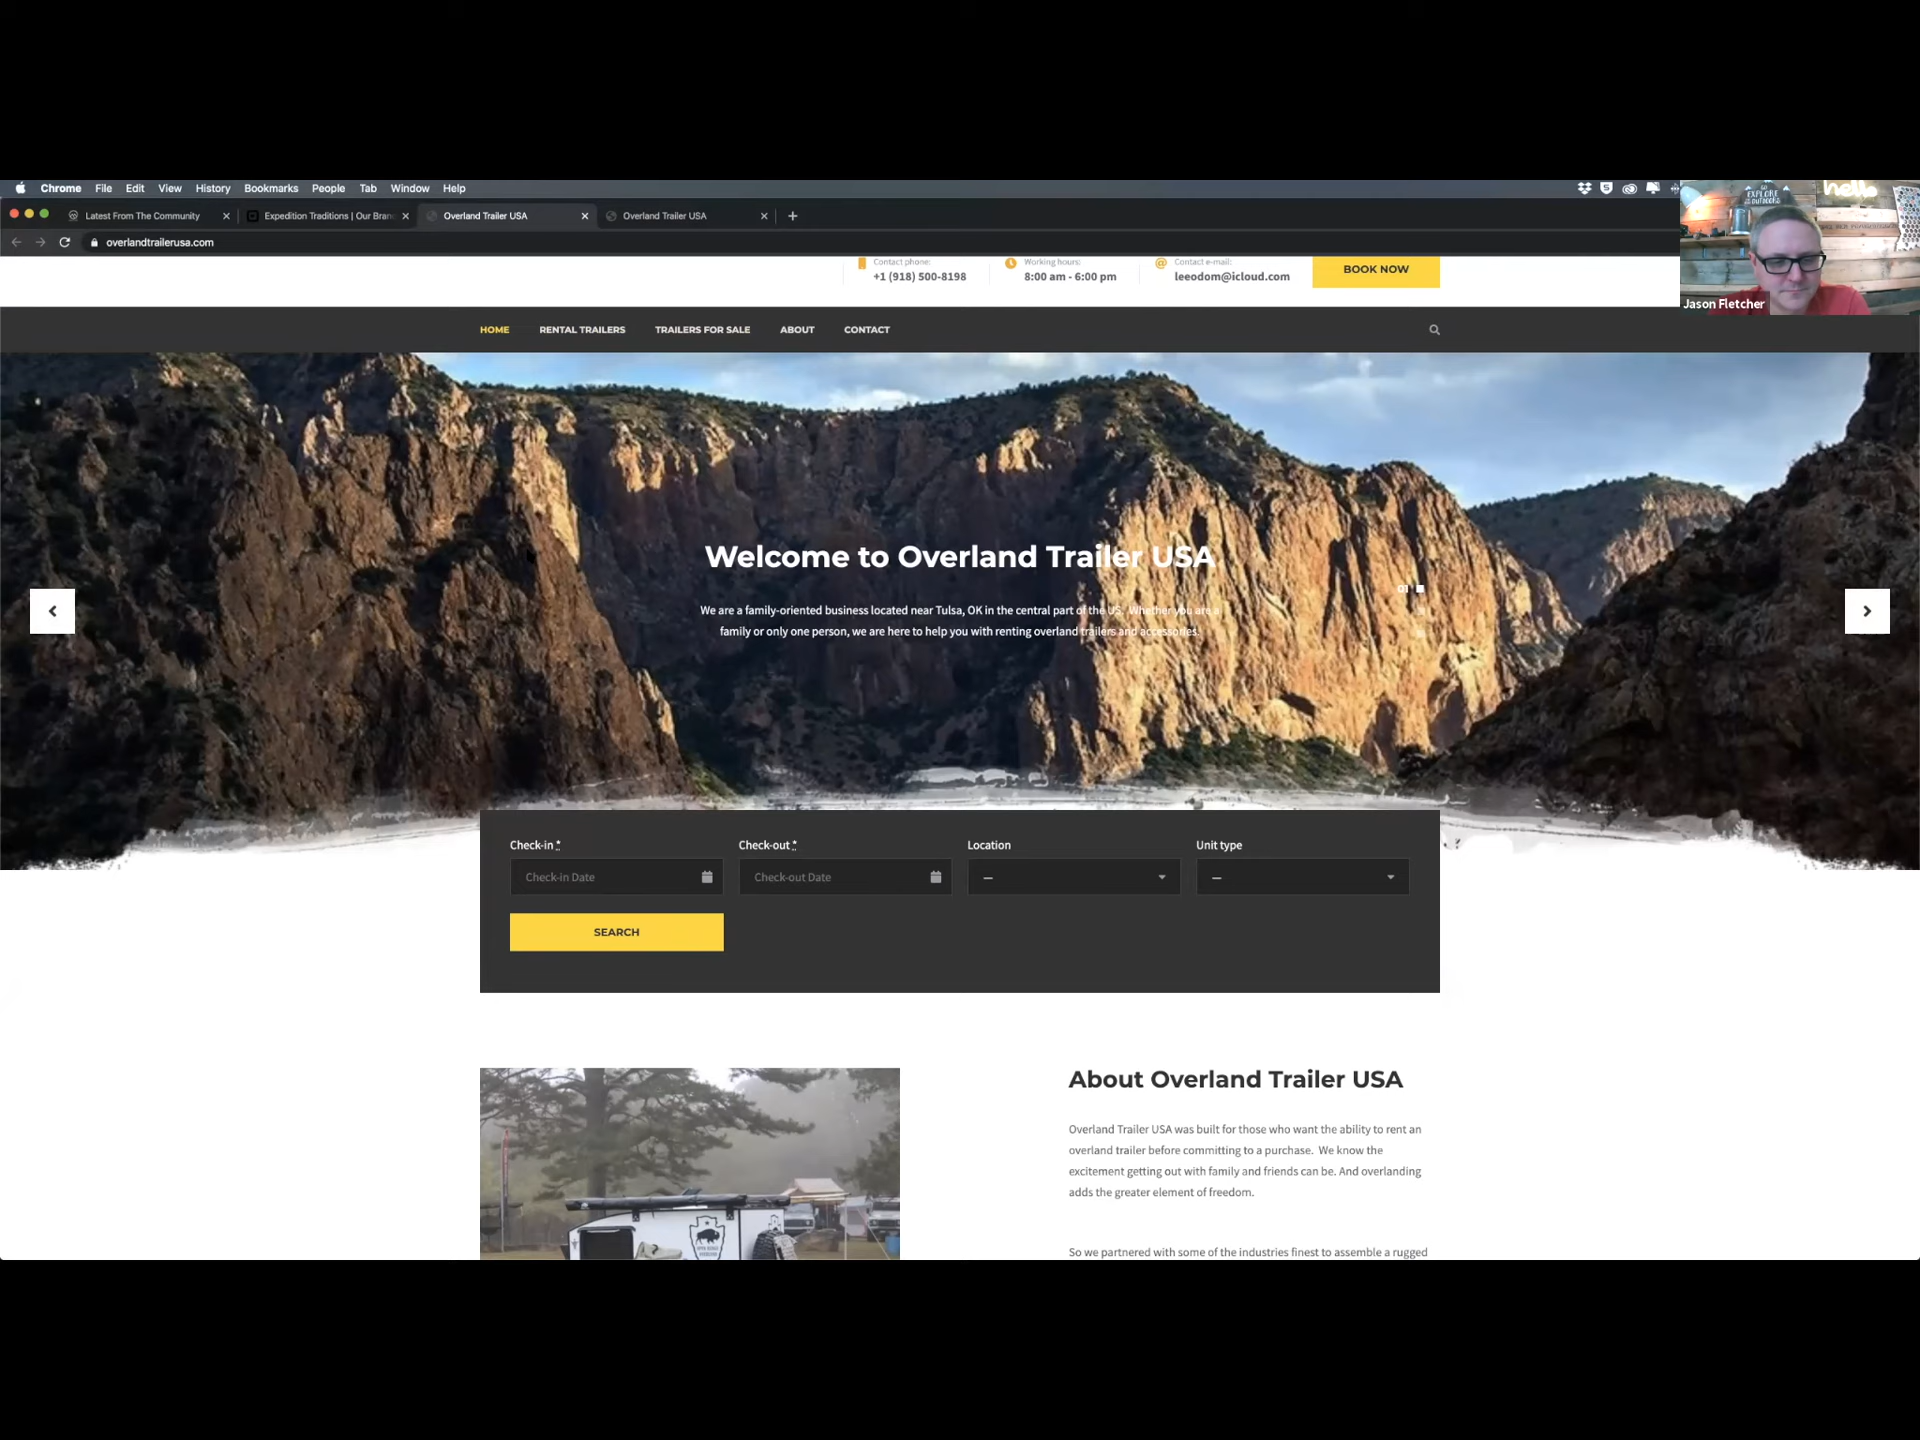 Chrome File Edit View History Bookmarks People Tab Window Help
Latest From The Community
Expedition Traditions | Our Bran
Overland Trailer USA
Overland Trailer USA
overlandtrailerusa.com
hello
EXPLORE
OUTDOORS
Jason Fletcher
Contact phone:
+1 (918) 500-8198
Working hours:
8:00 am - 6:00 pm
Contact e-mail:
leeodom@icloud.com
BOOK NOW
HOME RENTAL TRAILERS TRAILERS FOR SALE ABOUT CONTACT
Welcome to Overland Trailer USA
We are a family-oriented business located near Tulsa, OK in the central part of the US. Whether you are a
family or only one person, we are here to help you with renting overland trailers and accessories.
01
Check-in * Check-out * Location Unit type
Check-in Date Check-out Date — —
SEARCH
About Overland Trailer USA
Overland Trailer USA was built for those who want the ability to rent an
overland trailer before committing to a purchase. We know the
excitement getting out with family and friends can be. And overlanding
adds the greater element of freedom.
So we partnered with some of the industries finest to assemble a rugged